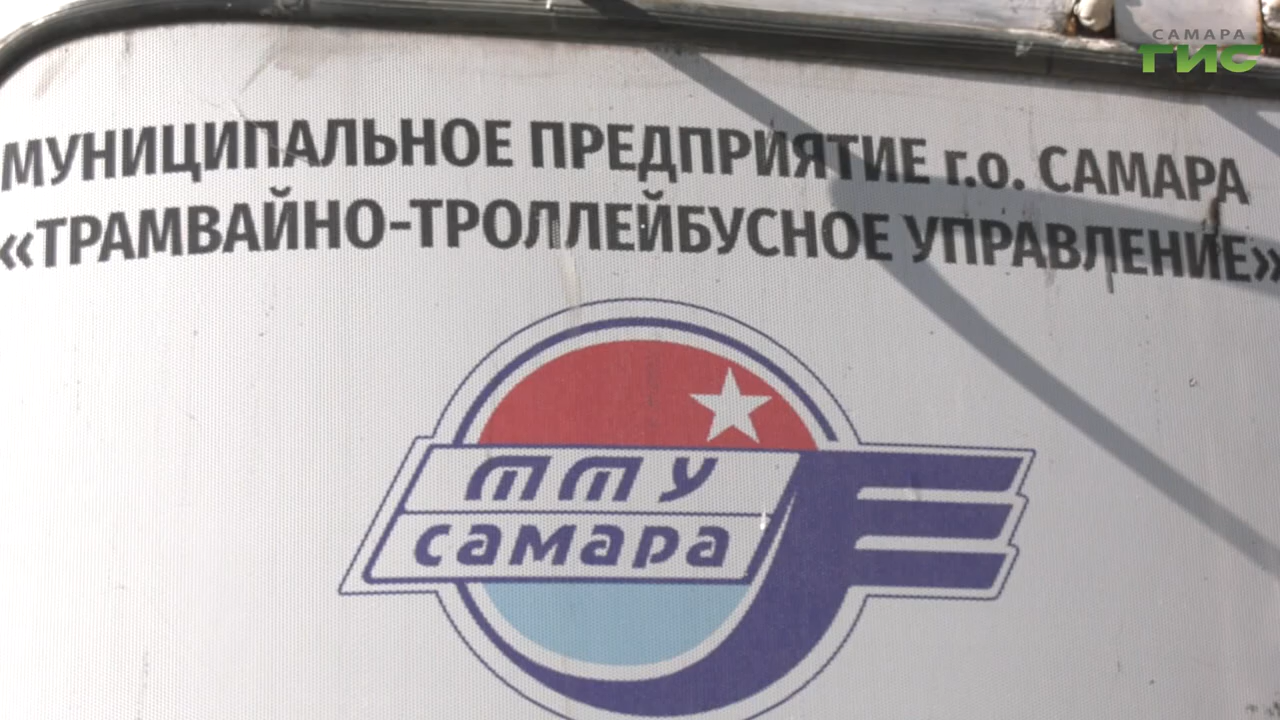 САМАРА
ГИС
МУНИЦИПАЛЬНОЕ ПРЕДПРИЯТИЕ г.о. САМАРА
«ТРАМВАЙНО-ТРОЛЛЕЙБУСНОЕ УПРАВЛЕНИЕ»
ТТУ
самара